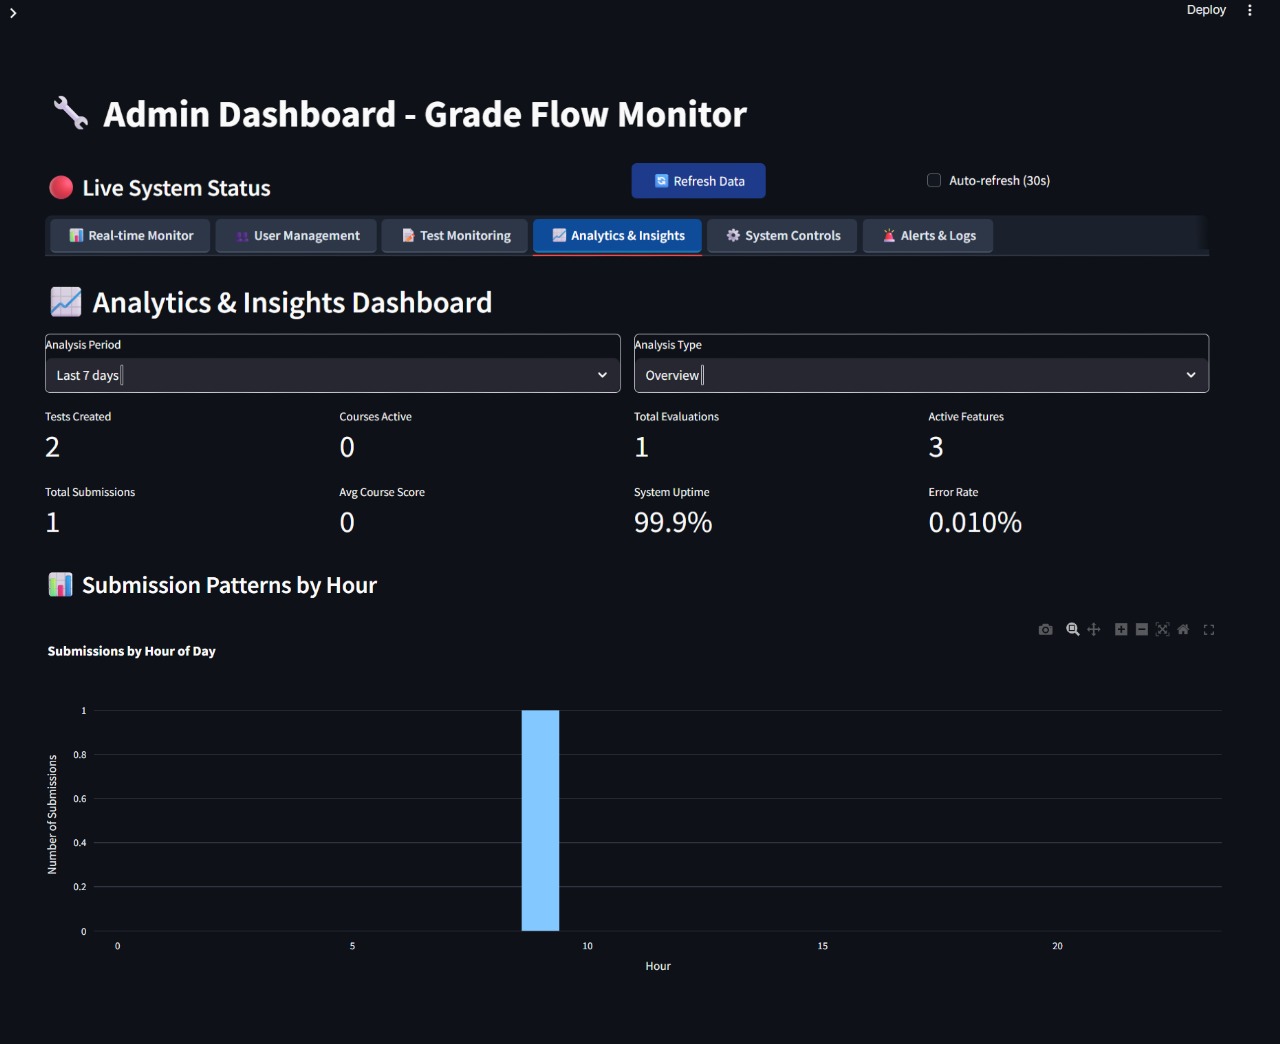 Deploy
Admin Dashboard - Grade Flow Monitor
Live System Status
Refresh Data
Auto-refresh (30s)
Real-time Monitor
User Management
Test Monitoring
Analytics & Insights
System Controls
Alerts & Logs
Analytics & Insights Dashboard
Analysis Period
Last 7 days
Analysis Type
Overview
Tests Created
2
Courses Active
0
Total Evaluations
1
Active Features
3
Total Submissions
1
Avg Course Score
0
System Uptime
99.9%
Error Rate
0.010%
Submission Patterns by Hour
Submissions by Hour of Day
Number of Submissions
1
0.8
0.6
0.4
0.2
0
0 5 10 15 20
Hour